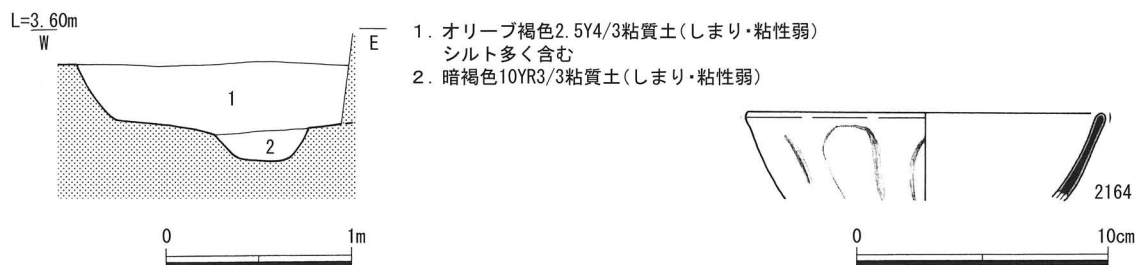 L=3.60m
W
E
1．オリーブ褐色2.5Y4/3粘質土(しまり・粘性弱)
シルト多く含む
2．暗褐色10YR3/3粘質土(しまり・粘性弱)
1
2
2164
0
1m
0
10cm